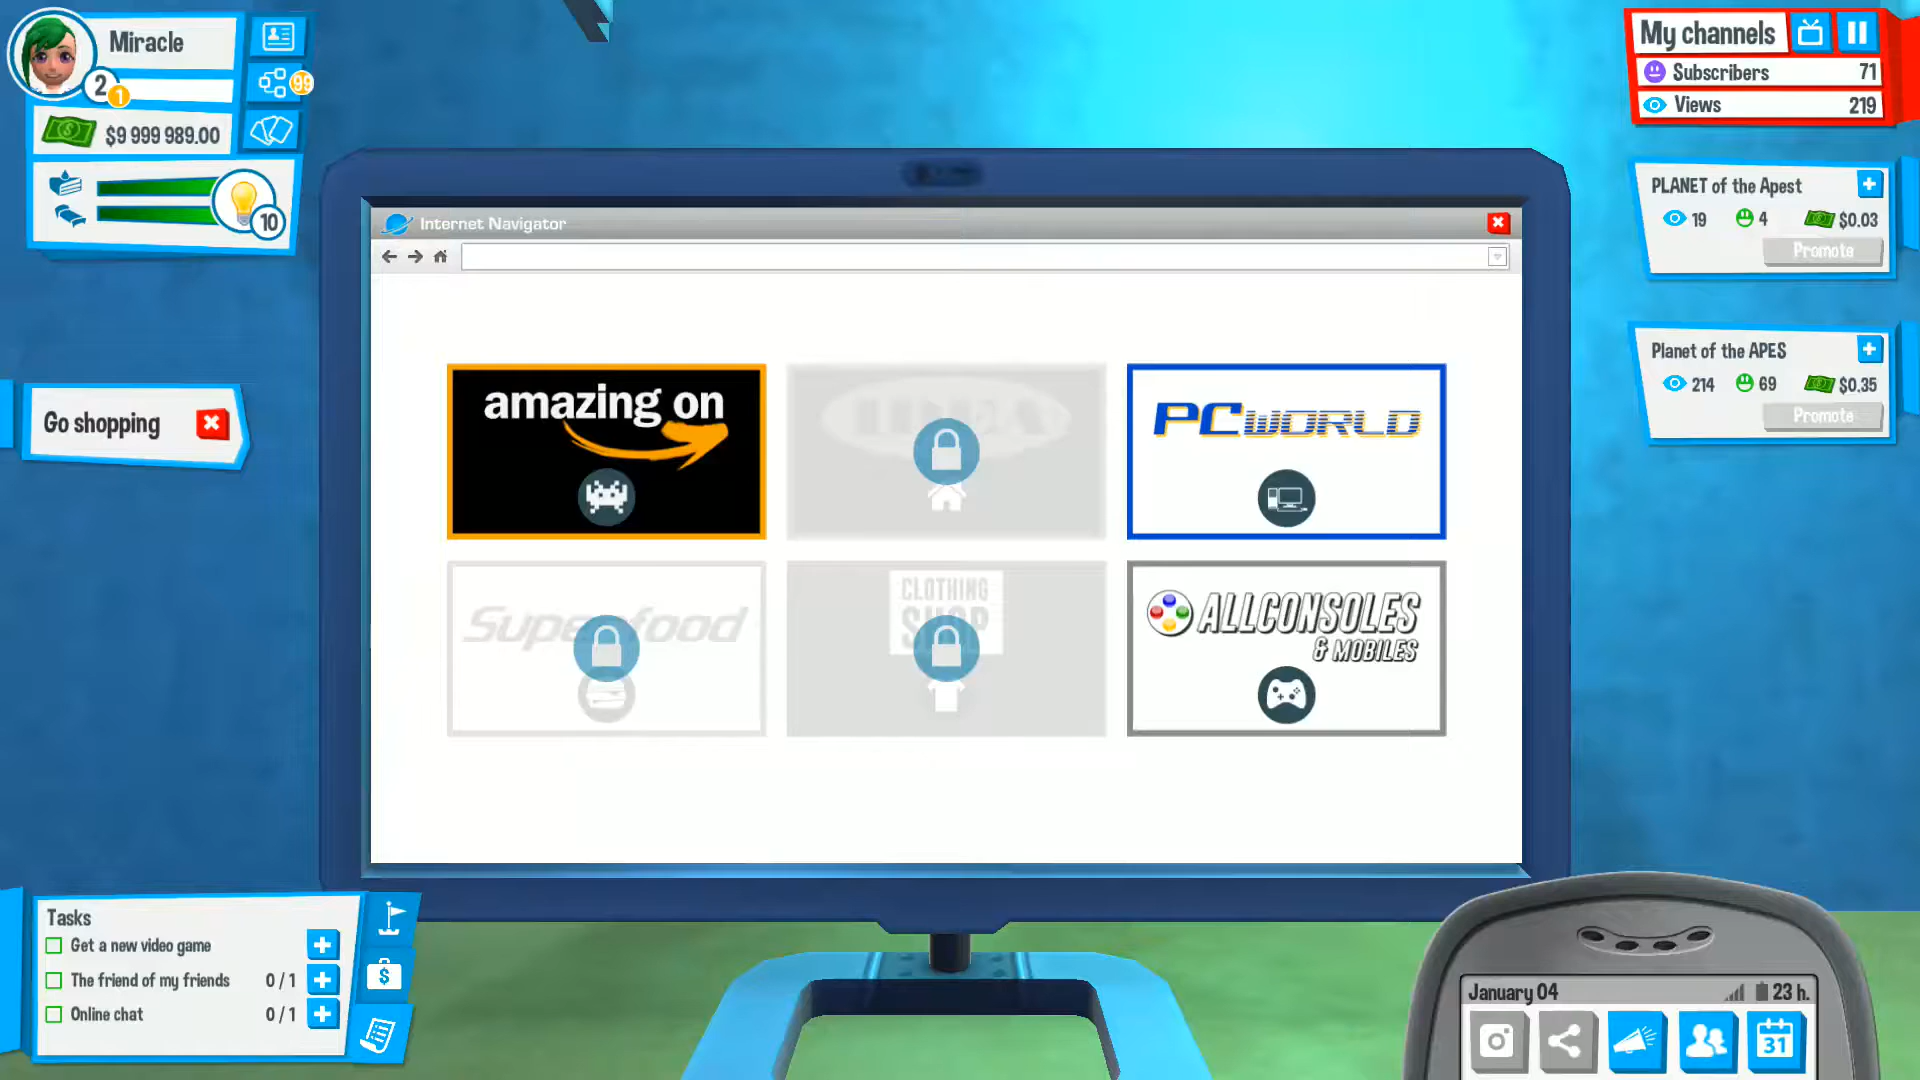 Miracle
2
1
99
$9 999 989.00
10
Go shopping
Internet Navigator
amazing on
PCWORLD
Superfood
CLOTHING
SHOP
ALLCONSOLES
& MOBILES
My channels
Subscribers 71
Views 219
PLANET of the Apest
19 4 $0.03
Promote
Planet of the APES
214 69 $0.35
Promote
Tasks
Get a new video game
The friend of my friends 0 / 1
Online chat 0 / 1
January 04 23 h.
31